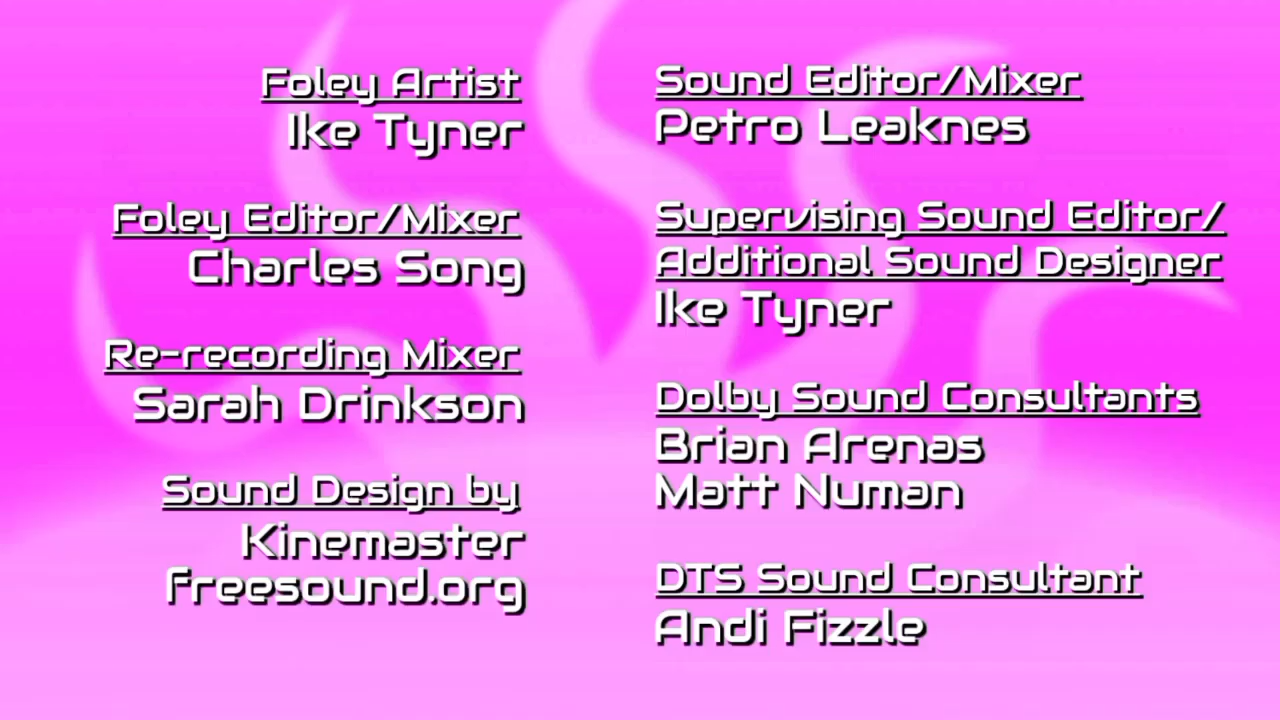 Foley Artist
Ike Tyner
Foley Editor/Mixer
Charles Song
Re-recording Mixer
Sarah Drinkson
Sound Design by
Kinemaster
freesound.org
Sound Editor/Mixer
Petro Leaknes
Supervising Sound Editor/
Additional Sound Designer
Ike Tyner
Dolby Sound Consultants
Brian Arenas
Matt Numan
DTS Sound Consultant
Andi Fizzle